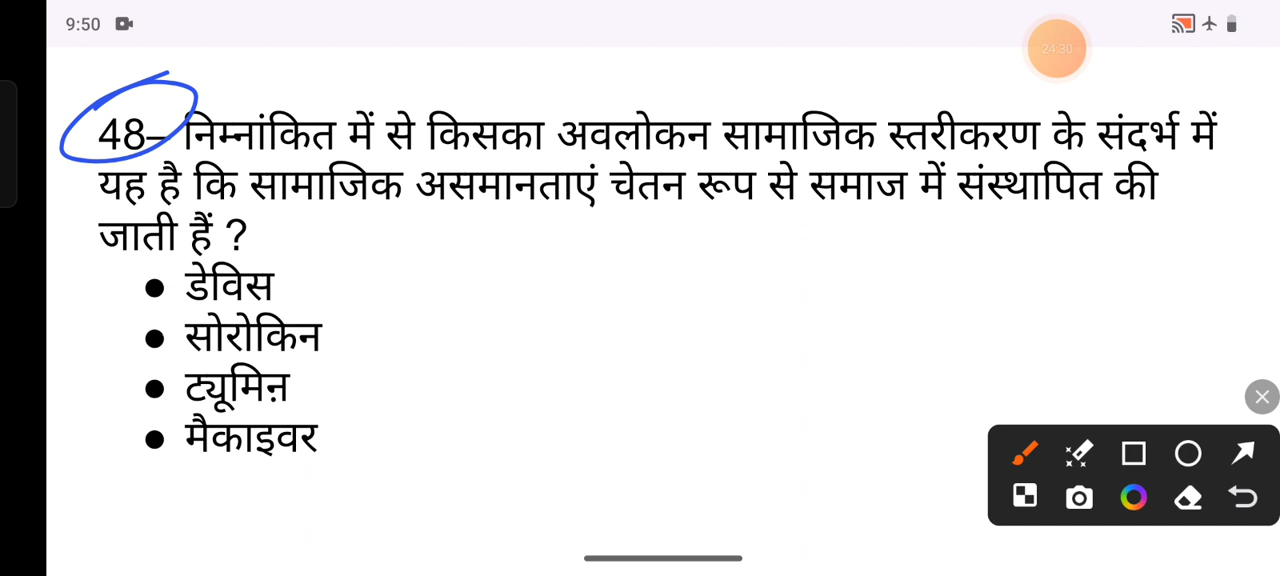 9:50
24:30
48– निम्नांकित में से किसका अवलोकन सामाजिक स्तरीकरण के संदर्भ में
यह है कि सामाजिक असमानताएं चेतन रूप से समाज में संस्थापित की
जाती हैं ?
● डेविस
● सोरोकिन
● ट्यूमिऩ
● मैकाइवर